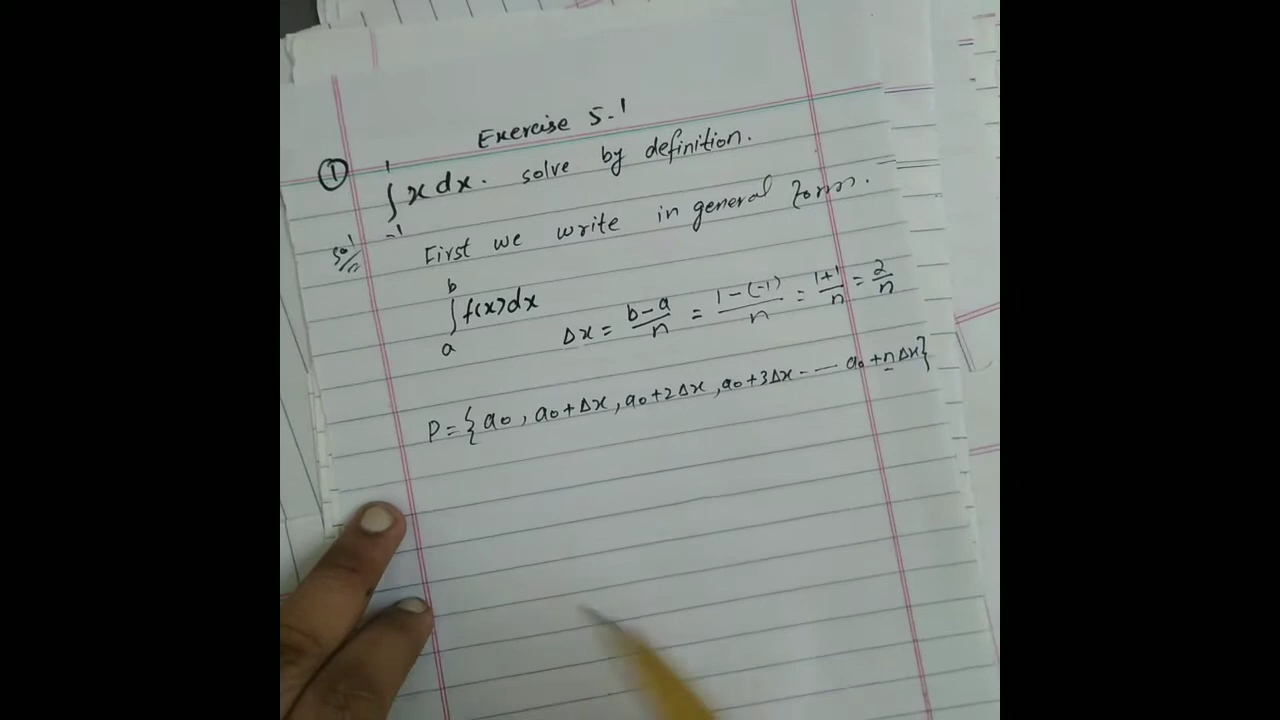 Exercise 5.1
① ∫₋₁¹ x dx. solve by definition.
Sol/n First we write in general form.
∫ₐᵇ f(x)dx Δx = b-a/n = 1-(-1)/n = 1+1/n = 2/n
P = {a₀, a₀+Δx, a₀+2Δx, a₀+3Δx - - — a₀+nΔx}